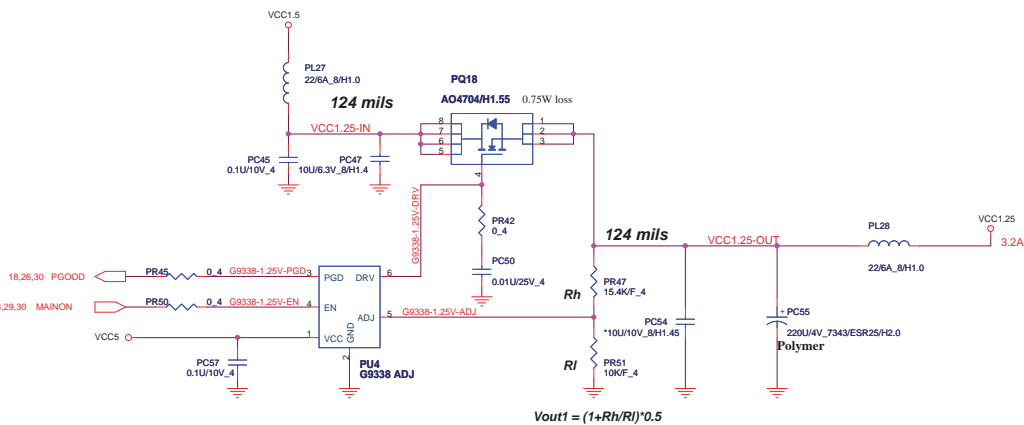 VCC1.5
PL27
22/6A_8/H1.0
124 mils
VCC1.25-IN
PC45
0.1U/10V_4
PC47
10U/6.3V_8/H1.4
PQ18
AO4704/H1.55 0.75W loss
8
7
6
5
1
2
3
4
G9338-1.25V-DRV
PR42
0_4
PC50
0.01U/25V_4
124 mils
VCC1.25-OUT
PL28
22/6A_8/H1.0
VCC1.25
3.2A
18,26,30 PGOOD
PR45 0_4
G9338-1.25V-PGD
3
PGD
DRV
6
,29,30 MAINON
PR50 0_4
G9338-1.25V-EN
4
EN
ADJ
5
G9338-1.25V-ADJ
VCC5
1
VCC
GND
2
PU4
G9338 ADJ
PC57
0.1U/10V_4
Rh
PR47
15.4K/F_4
Rl
PR51
10K/F_4
PC54
*10U/10V_8/H1.45
+ PC55
220U/4V_7343/ESR25/H2.0
Polymer
Vout1 = (1+Rh/Rl)*0.5